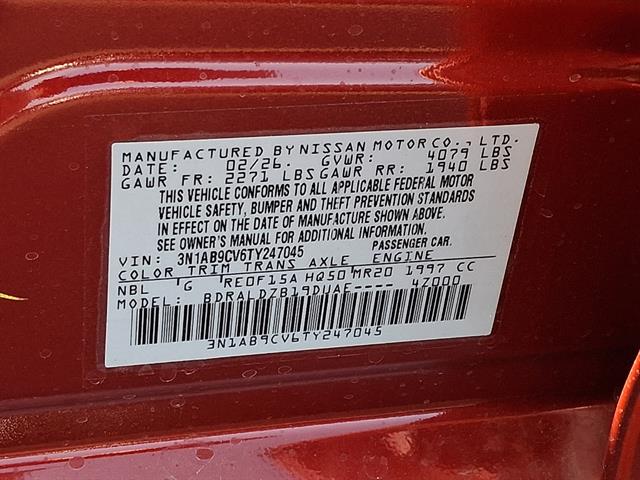 MANUFACTURED BY NISSAN MOTOR CO., LTD.
DATE: 02/26. GVWR: 4079 LBS
GAWR FR: 2271 LBS GAWR RR: 1940 LBS
THIS VEHICLE CONFORMS TO ALL APPLICABLE FEDERAL MOTOR
VEHICLE SAFETY, BUMPER AND THEFT PREVENTION STANDARDS
IN EFFECT ON THE DATE OF MANUFACTURE SHOWN ABOVE.
SEE OWNER'S MANUAL FOR ADDITIONAL INFORMATION.
VIN: 3N1AB9CV6TY247045 PASSENGER CAR.
COLOR TRIM TRANS AXLE ENGINE
NBL G RE0F15A HQ50 MR20 1997 CC
MODEL: BDRALDZB19DUAE---- 4Z000
3N1AB9CV6TY247045